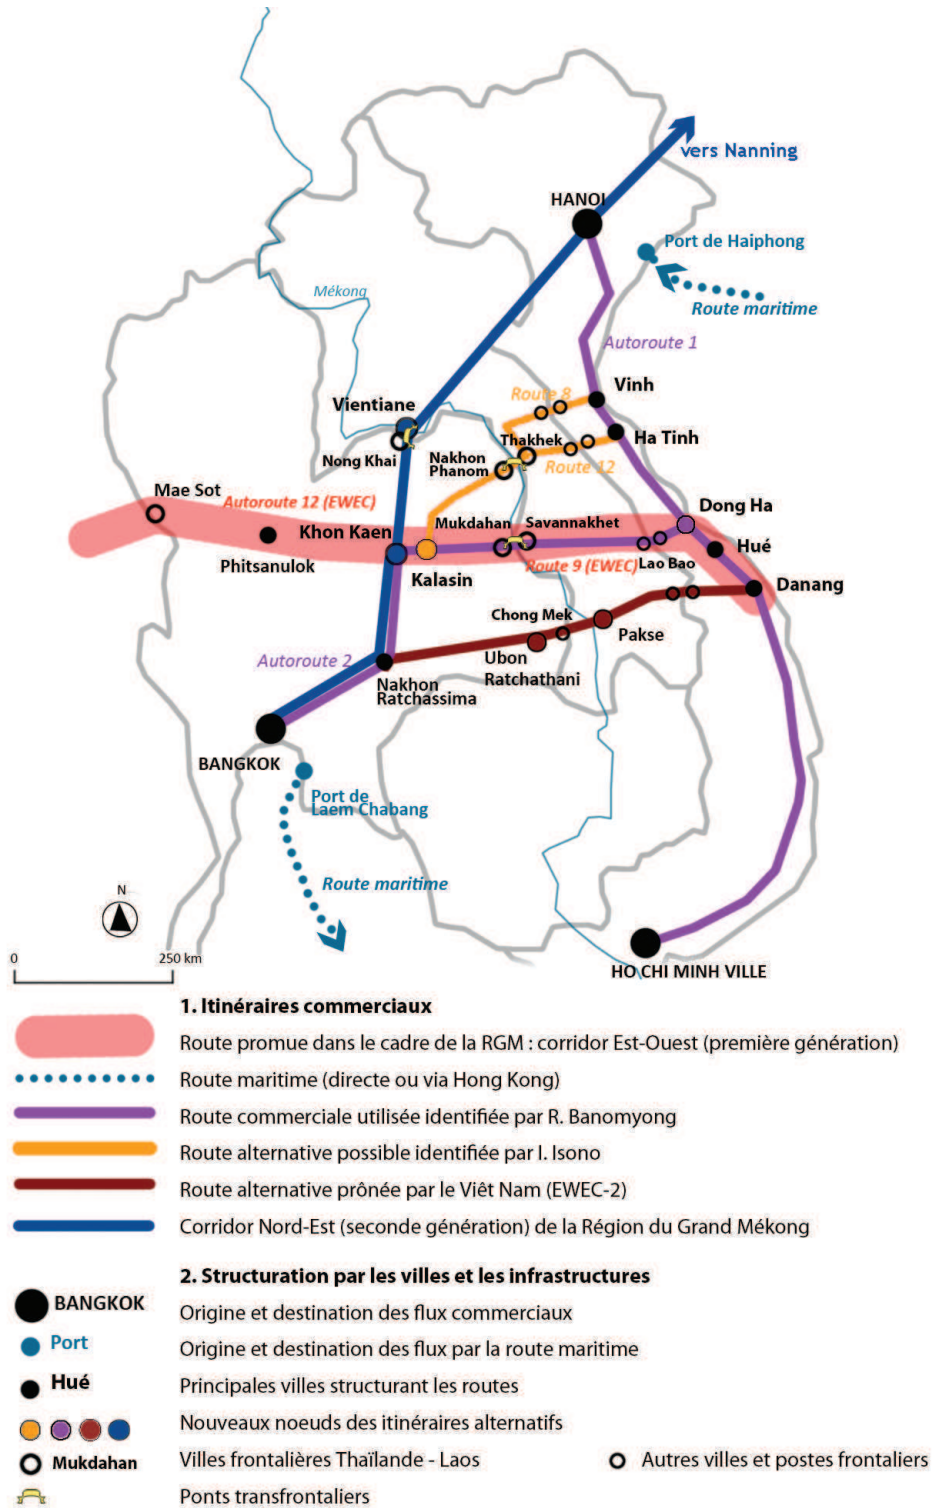 vers Nanning
HANOI
Port de Haiphong
Mékong
Route maritime
Autoroute 1
Vinh
Route 8
Vientiane
Ha Tinh
Thakhek
Nong Khai
Nakhon
Phanom
Route 12
Mae Sot
Autoroute 12 (EWEC)
Dong Ha
Mukdahan
Savannakhet
Khon Kaen
Hué
Phitsanulok
Route 9 (EWEC)
Lao Bao
Kalasin
Danang
Chong Mek
Pakse
Autoroute 2
Ubon
Ratchathani
Nakhon
Ratchassima
BANGKOK
Port de
Laem Chabang
Route maritime
N
0
250 km
HO CHI MINH VILLE
1. Itinéraires commerciaux
Route promue dans le cadre de la RGM : corridor Est-Ouest (première génération)
Route maritime (directe ou via Hong Kong)
Route commerciale utilisée identifiée par R. Banomyong
Route alternative possible identifiée par I. Isono
Route alternative prônée par le Viêt Nam (EWEC-2)
Corridor Nord-Est (seconde génération) de la Région du Grand Mékong
2. Structuration par les villes et les infrastructures
BANGKOK
Origine et destination des flux commerciaux
Port
Origine et destination des flux par la route maritime
Hué
Principales villes structurant les routes
Nouveaux noeuds des itinéraires alternatifs
Mukdahan
Villes frontalières Thaïlande - Laos
Autres villes et postes frontaliers
Ponts transfrontaliers